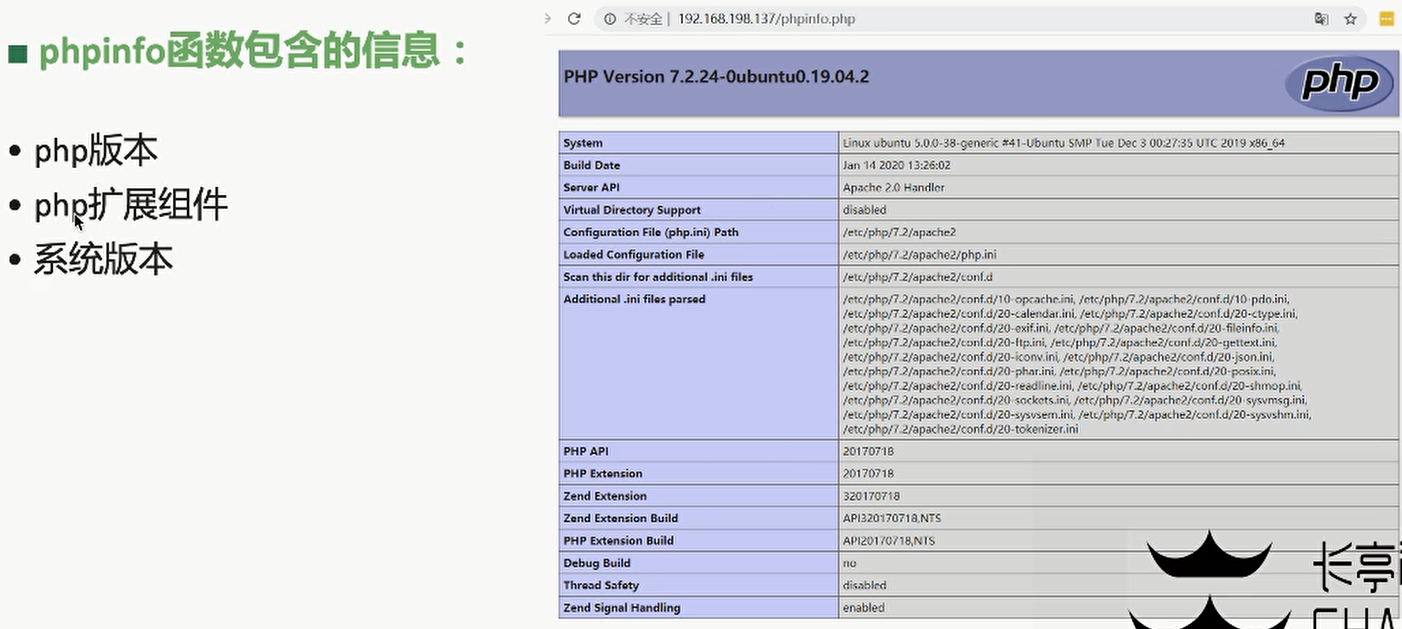 ■ phpinfo函数包含的信息：
• php版本
• php扩展组件
• 系统版本
不安全 | 192.168.198.137/phpinfo.php
PHP Version 7.2.24-0ubuntu0.19.04.2
php
System Linux ubuntu 5.0.0-38-generic #41-Ubuntu SMP Tue Dec 3 00:27:35 UTC 2019 x86_64
Build Date Jan 14 2020 13:26:02
Server API Apache 2.0 Handler
Virtual Directory Support disabled
Configuration File (php.ini) Path /etc/php/7.2/apache2
Loaded Configuration File /etc/php/7.2/apache2/php.ini
Scan this dir for additional .ini files /etc/php/7.2/apache2/conf.d
Additional .ini files parsed /etc/php/7.2/apache2/conf.d/10-opcache.ini, /etc/php/7.2/apache2/conf.d/10-pdo.ini,
/etc/php/7.2/apache2/conf.d/20-calendar.ini, /etc/php/7.2/apache2/conf.d/20-ctype.ini,
/etc/php/7.2/apache2/conf.d/20-exif.ini, /etc/php/7.2/apache2/conf.d/20-fileinfo.ini,
/etc/php/7.2/apache2/conf.d/20-ftp.ini, /etc/php/7.2/apache2/conf.d/20-gettext.ini,
/etc/php/7.2/apache2/conf.d/20-iconv.ini, /etc/php/7.2/apache2/conf.d/20-json.ini,
/etc/php/7.2/apache2/conf.d/20-phar.ini, /etc/php/7.2/apache2/conf.d/20-posix.ini,
/etc/php/7.2/apache2/conf.d/20-readline.ini, /etc/php/7.2/apache2/conf.d/20-shmop.ini,
/etc/php/7.2/apache2/conf.d/20-sockets.ini, /etc/php/7.2/apache2/conf.d/20-sysvmsg.ini,
/etc/php/7.2/apache2/conf.d/20-sysvsem.ini, /etc/php/7.2/apache2/conf.d/20-sysvshm.ini,
/etc/php/7.2/apache2/conf.d/20-tokenizer.ini
PHP API 20170718
PHP Extension 20170718
Zend Extension 320170718
Zend Extension Build API320170718,NTS
PHP Extension Build API20170718,NTS
Debug Build no
Thread Safety disabled
Zend Signal Handling enabled
长亭